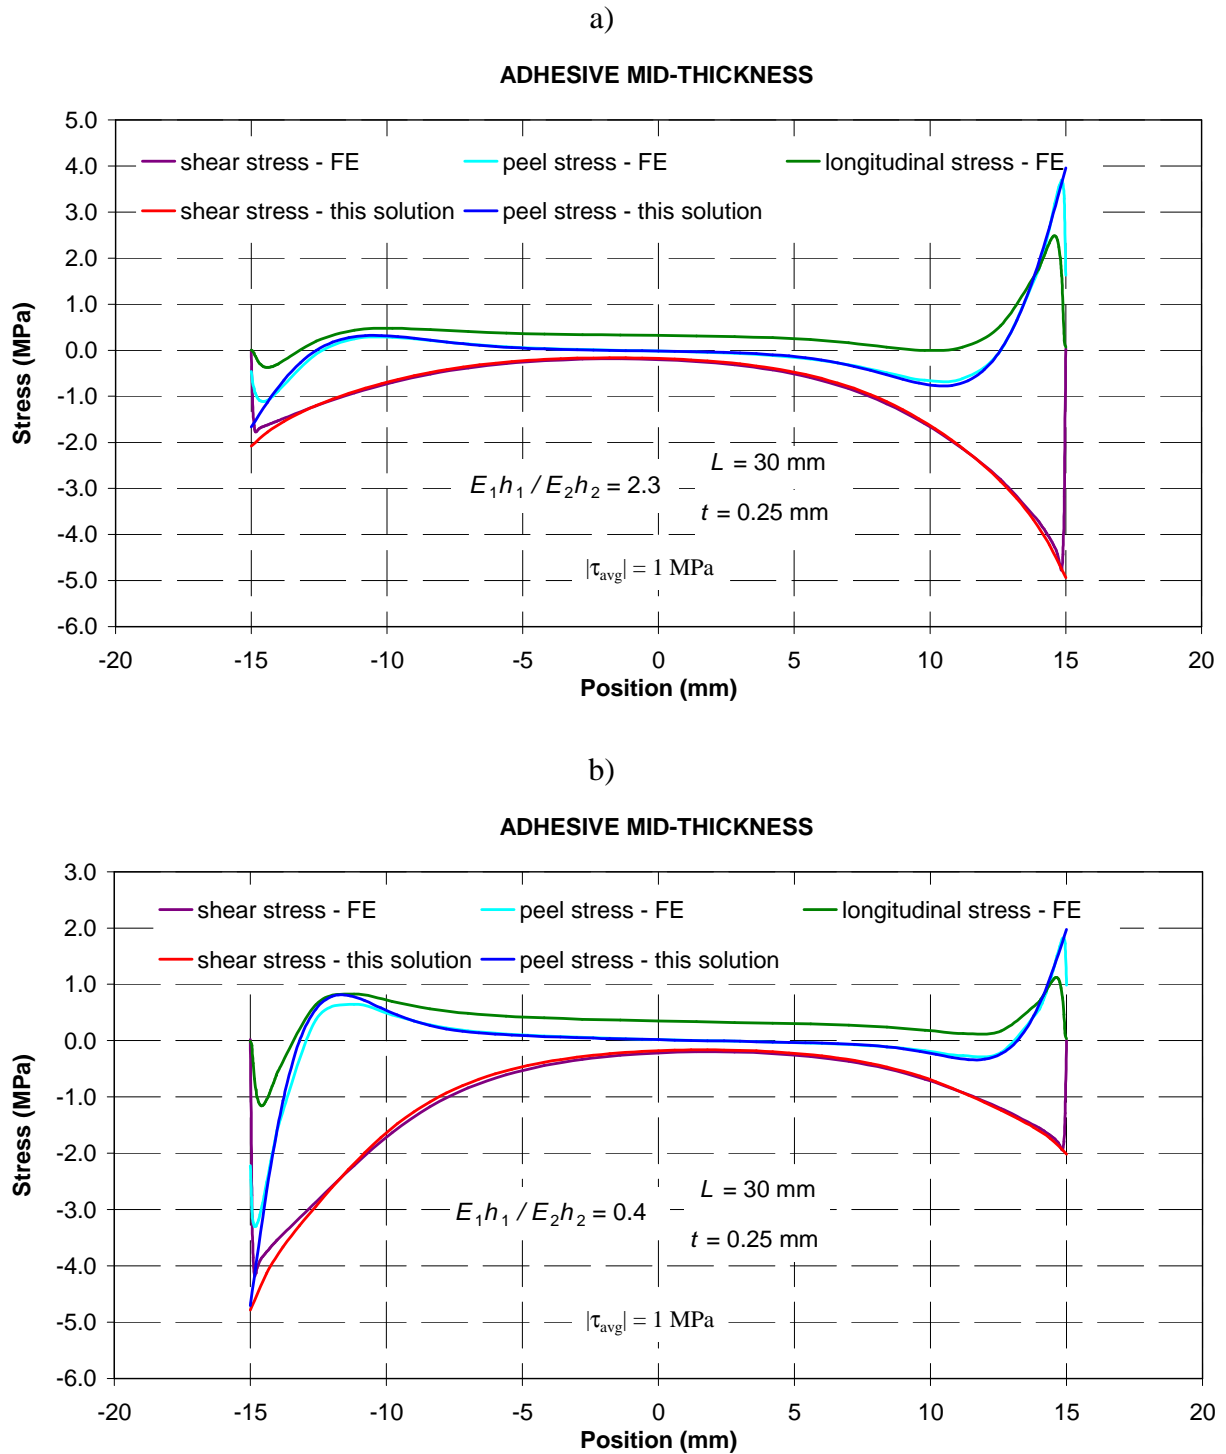 a)
ADHESIVE MID-THICKNESS
5.0
4.0
3.0
2.0
1.0
0.0
-1.0
-2.0
-3.0
-4.0
-5.0
-6.0
shear stress - FE peel stress - FE longitudinal stress - FE
shear stress - this solution peel stress - this solution
Stress (MPa)
L = 30 mm
E1h1 / E2h2 = 2.3
t = 0.25 mm
|τavg| = 1 MPa
-20 -15 -10 -5 0 5 10 15 20
Position (mm)
b)
ADHESIVE MID-THICKNESS
3.0
2.0
1.0
0.0
-1.0
-2.0
-3.0
-4.0
-5.0
-6.0
shear stress - FE peel stress - FE longitudinal stress - FE
shear stress - this solution peel stress - this solution
Stress (MPa)
L = 30 mm
E1h1 / E2h2 = 0.4
t = 0.25 mm
|τavg| = 1 MPa
-20 -15 -10 -5 0 5 10 15 20
Position (mm)